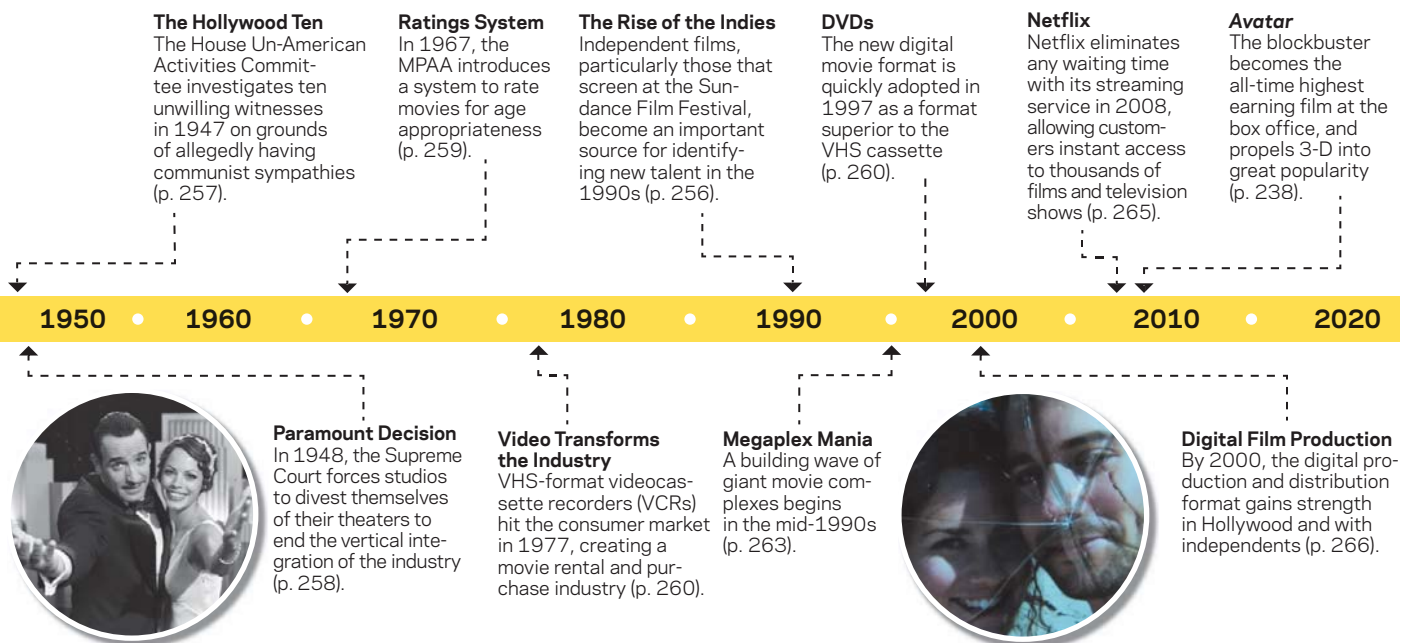 The Hollywood Ten
The House Un-American
Activities Commit-
tee investigates ten
unwilling witnesses
in 1947 on grounds
of allegedly having
communist sympathies
(p. 257).
Ratings System
In 1967, the
MPAA introduces
a system to rate
movies for age
appropriateness
(p. 259).
The Rise of the Indies
Independent films,
particularly those that
screen at the Sun-
dance Film Festival,
become an important
source for identify-
ing new talent in the
1990s (p. 256).
DVDs
The new digital
movie format is
quickly adopted in
1997 as a format
superior to the
VHS cassette
(p. 260).
Netflix
Netflix eliminates
any waiting time
with its streaming
service in 2008,
allowing custom-
ers instant access
to thousands of
films and television
shows (p. 265).
Avatar
The blockbuster
becomes the
all-time highest
earning film at the
box office, and
propels 3-D into
great popularity
(p. 238).
1950 1960 1970 1980 1990 2000 2010 2020
Paramount Decision
In 1948, the Supreme
Court forces studios
to divest themselves
of their theaters to
end the vertical inte-
gration of the industry
(p. 258).
Video Transforms
the Industry
VHS-format videocas-
sette recorders (VCRs)
hit the consumer market
in 1977, creating a
movie rental and pur-
chase industry (p. 260).
Megaplex Mania
A building wave of
giant movie com-
plexes begins
in the mid-1990s
(p. 263).
Digital Film Production
By 2000, the digital pro-
duction and distribution
format gains strength
in Hollywood and with
independents (p. 266).